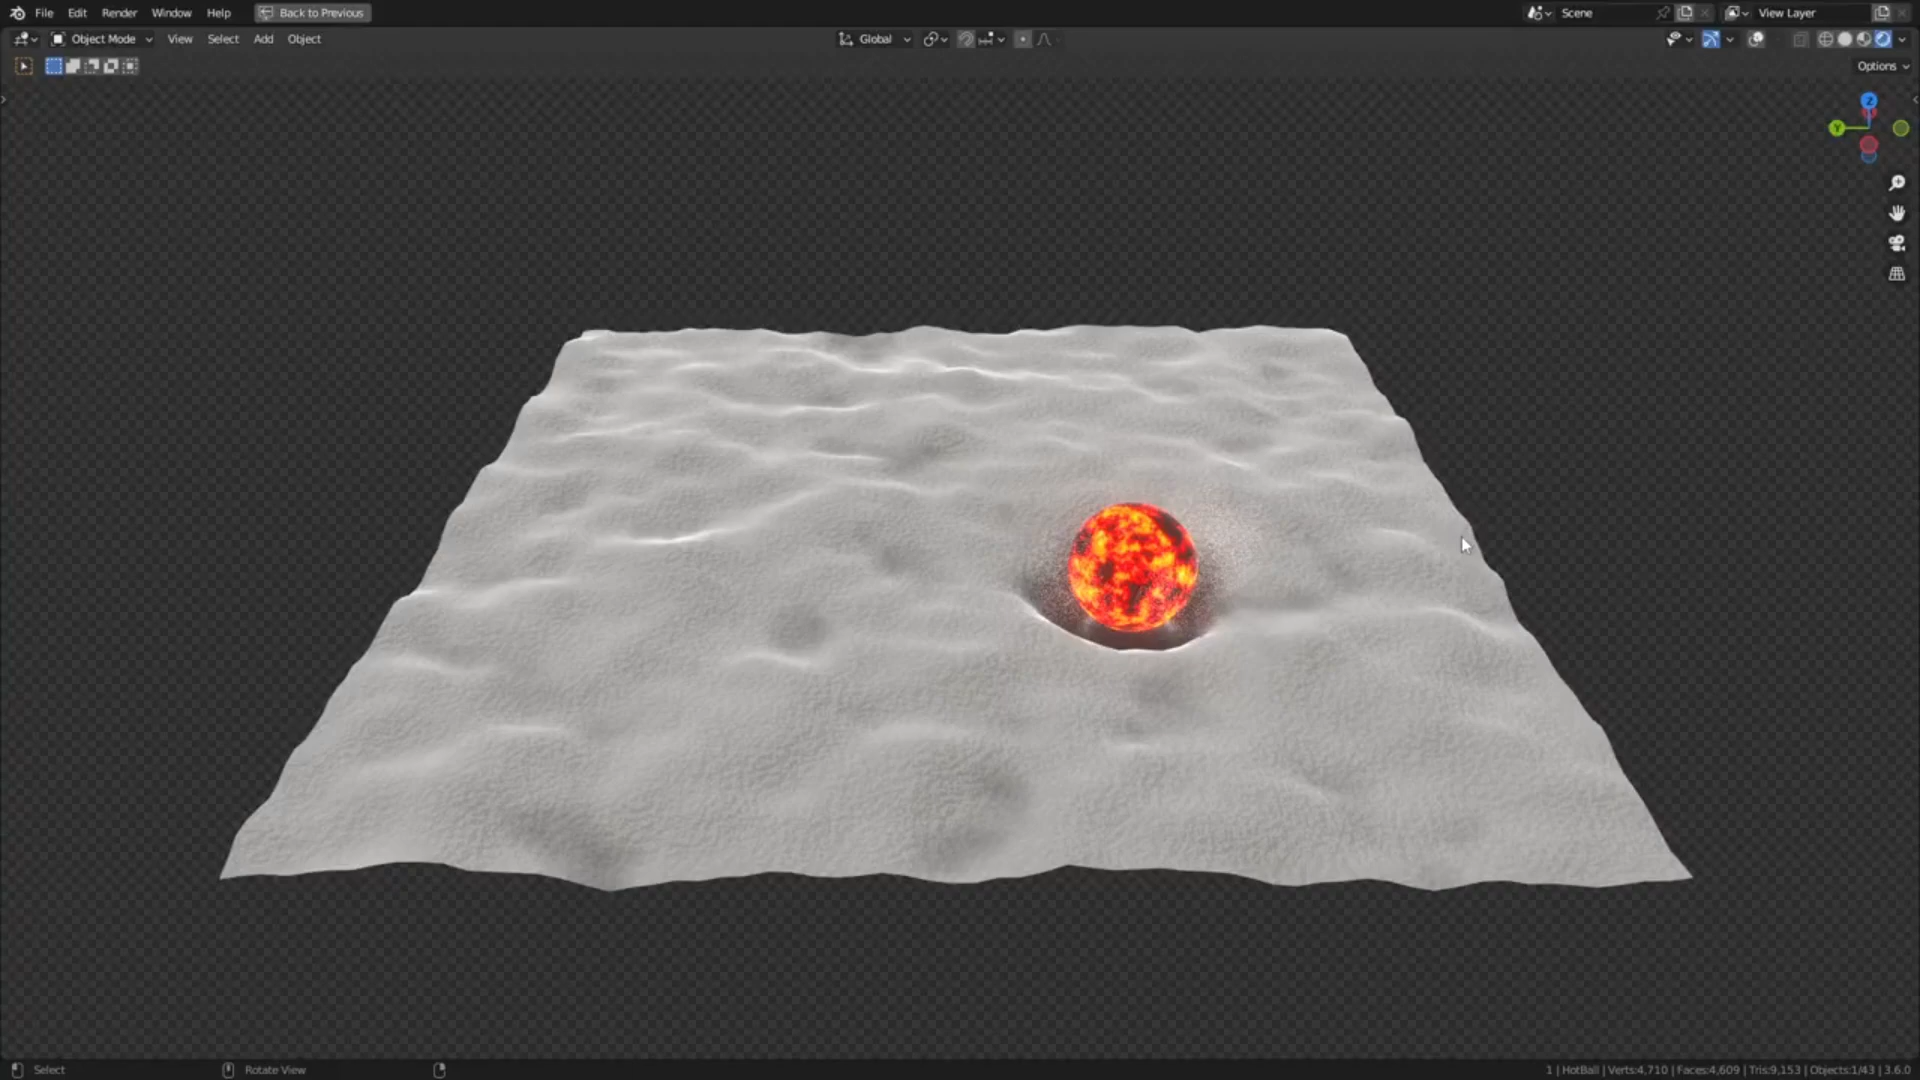 File Edit Render Window Help Back to Previous Scene View Layer
Object Mode View Select Add Object Global
Options
Z
Y
Select Rotate View 1 | HotBall | Verts:4,710 | Faces:4,609 | Tris:9,153 | Objects:1/43 | 3.6.0